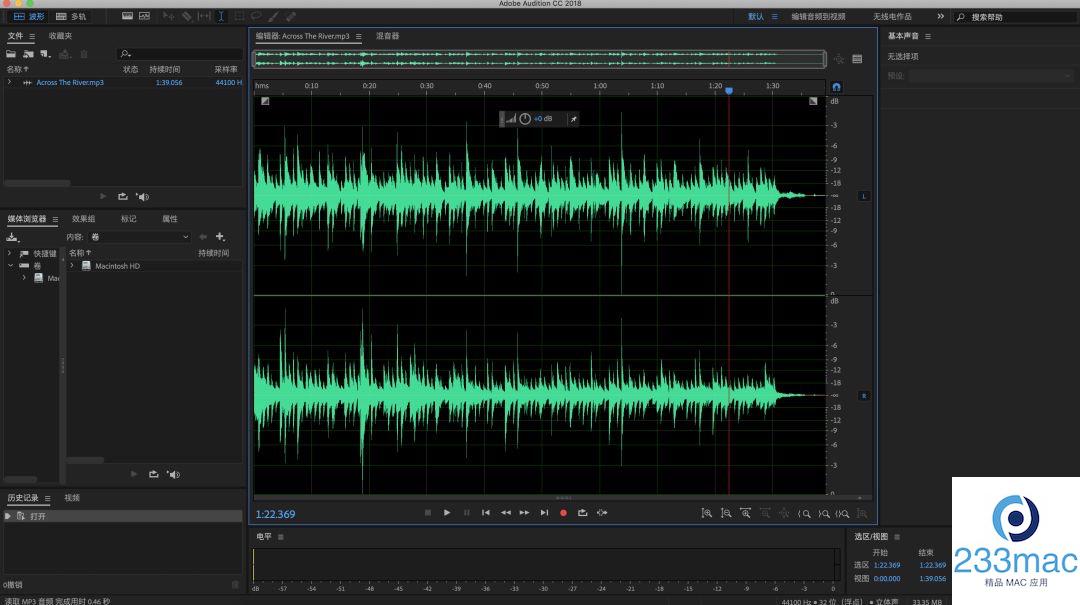 Adobe Audition CC 2018
波形 多轨 默认 编辑音频到视频 无线电作品 搜索帮助
文件 收藏夹
名称 状态 持续时间 采样率
Across The River.mp3 1:39.056 44100 H
媒体浏览器 效果组 标记 属性
内容: 卷
快捷键
卷
Mac
名称 持续时间
Macintosh HD
历史记录 视频
打开
0撤销
读取 MP3 音频 完成用时 0.46 秒
编辑器: Across The River.mp3 混音器
hms 0:10 0:20 0:30 0:40 0:50 1:00 1:10 1:20 1:30
+0 dB
dB
-3
-6
-9
-12
-18
-∞
-18
-12
-9
-6
-3
0
L
dB
-3
-6
-9
-12
-18
-∞
-18
-12
-9
-6
-3
0
R
1:22.369
电平
dB -57 -54 -51 -48 -45 -42 -39 -36 -33 -30 -27 -24 -21 -18 -15 -12 -9 -6 -3 0
基本声音
无选择项
预设:
选区/视图
开始 结束
选区 1:22.369 1:22.369
视图 0:00.000 1:39.056
44100 Hz 32 位 (浮点) 立体声 33.35 MB
233mac
精品 MAC 应用